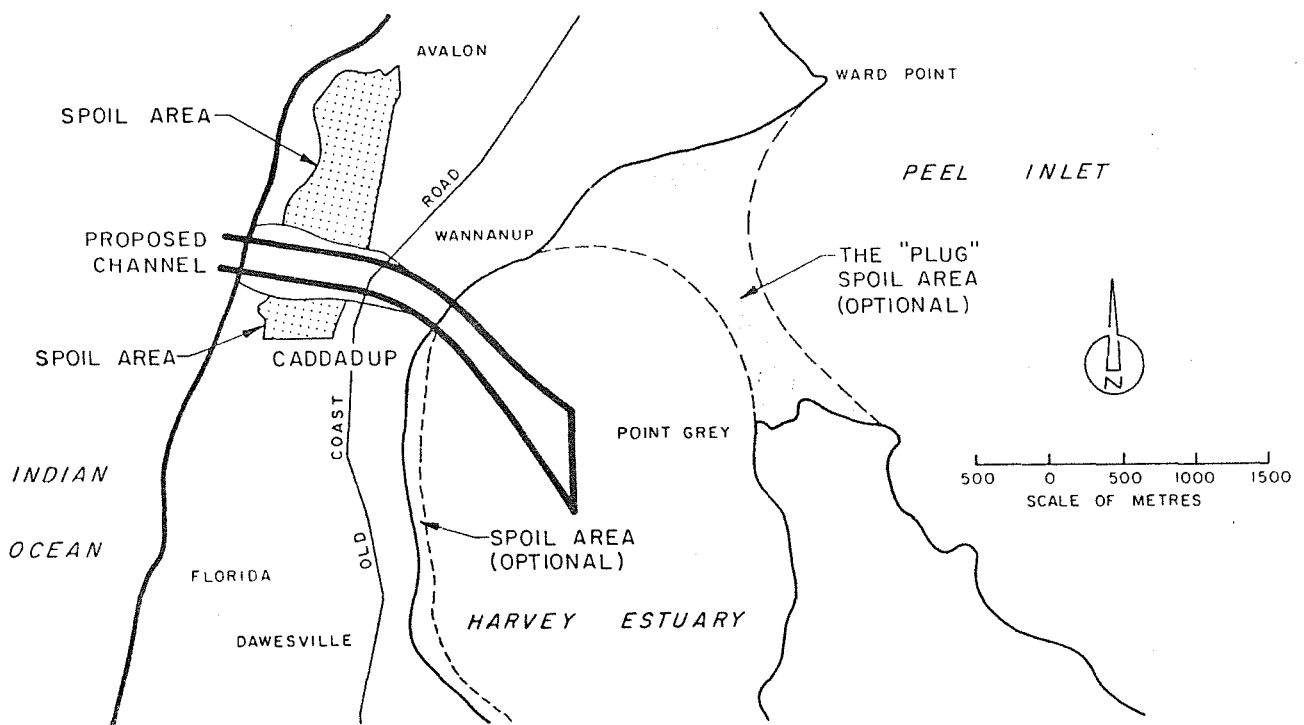 AVALON
WARD POINT
SPOIL AREA
PEEL INLET
ROAD
PROPOSED
CHANNEL
WANNANUP
THE "PLUG"
SPOIL AREA
(OPTIONAL)
SPOIL AREA
CADDADUP
COAST
POINT GREY
N
INDIAN
OCEAN
500 0 500 1000 1500
SCALE OF METRES
OLD
SPOIL AREA
(OPTIONAL)
FLORIDA
HARVEY ESTUARY
DAWESVILLE